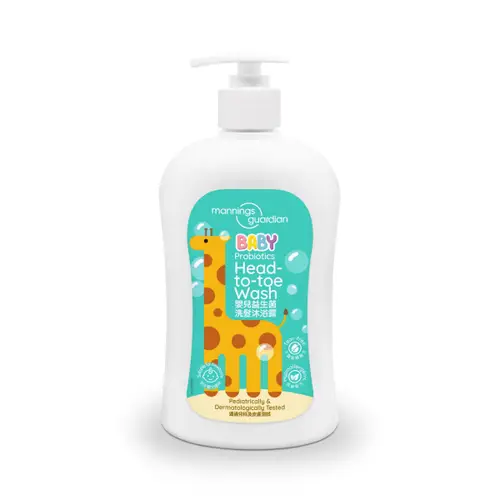 mannings
guardian
BABY
Probiotics
Head-
to-toe
Wash
嬰兒益生菌
洗髮沐浴露
Pediatrically &
Dermatologically Tested